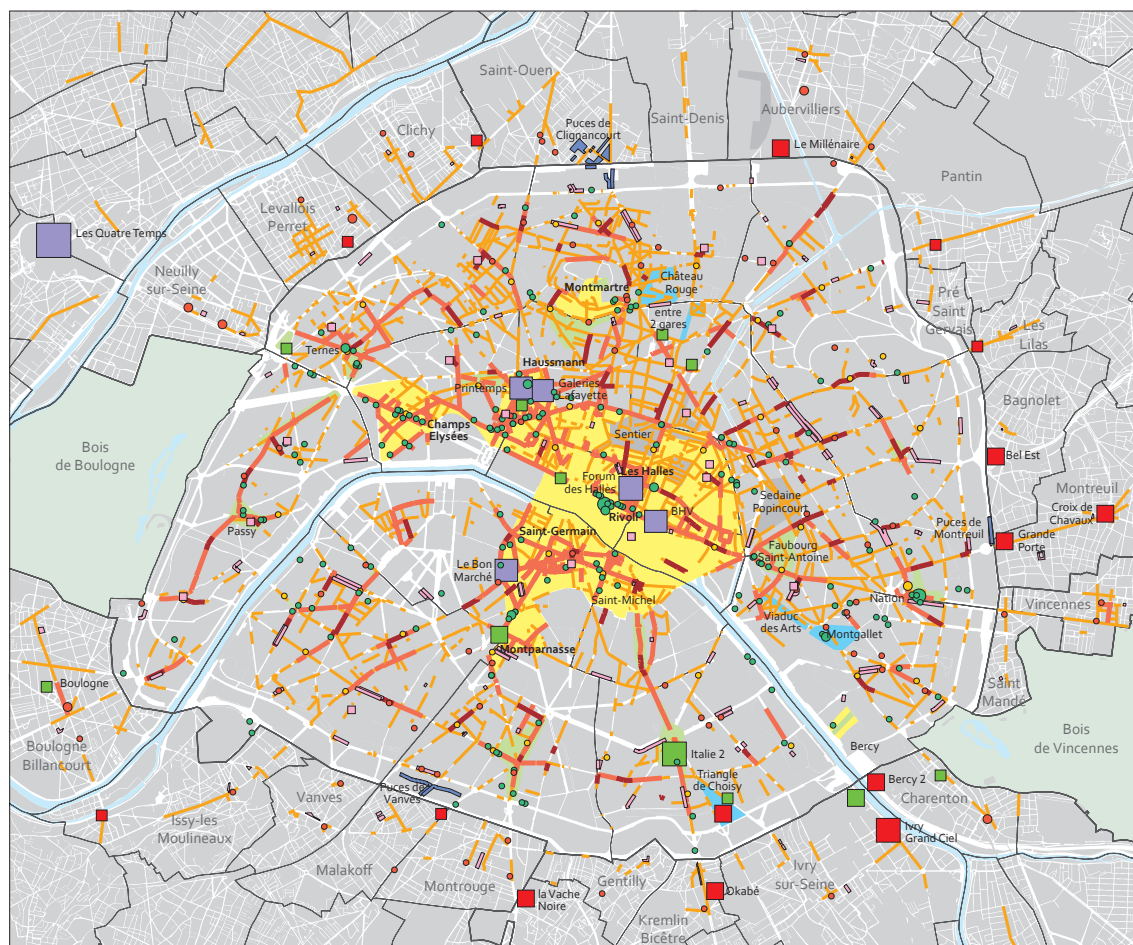 Saint-Ouen
Aubervilliers
Saint-Denis
Puces de
Clignancourt
Clichy
Le Millénaire
Pantin
Levallois
Perret
Les Quatre Temps
Neuilly
sur-Seine
Château
Rouge
Montmartre
entre
2 gares
Pré
Saint
Gervais
Les
Lilas
Ternes
Haussmann
Printemps
Galeries
Lafayette
Bagnolet
Champs
Elysées
Sentier
Bois
de Boulogne
Les Halles
Forum
des Halles
Bel Est
Montreuil
Sedaine
Popincourt
Croix de
Chavaux
Rivoli
BHV
Passy
Saint-Germain
Puces de
Montreuil
Grande
Porte
Faubourg
Saint-Antoine
Le Bon
Marché
Nation
Vincennes
Saint-Michel
Viaduc
des Arts
Montgallet
Montparnasse
Boulogne
Saint
Mandé
Bois
de Vincennes
Boulogne
Billancourt
Bercy
Italie 2
Triangle
de Choisy
Bercy 2
Puces de
Vanves
Vanves
Charenton
Issy-les
Moulineaux
Ivry
Grand Ciel
Malakoff
Montrouge
Gentilly
Ivry
sur-Seine
la Vache
Noire
Okabé
Kremlin
Bicêtre